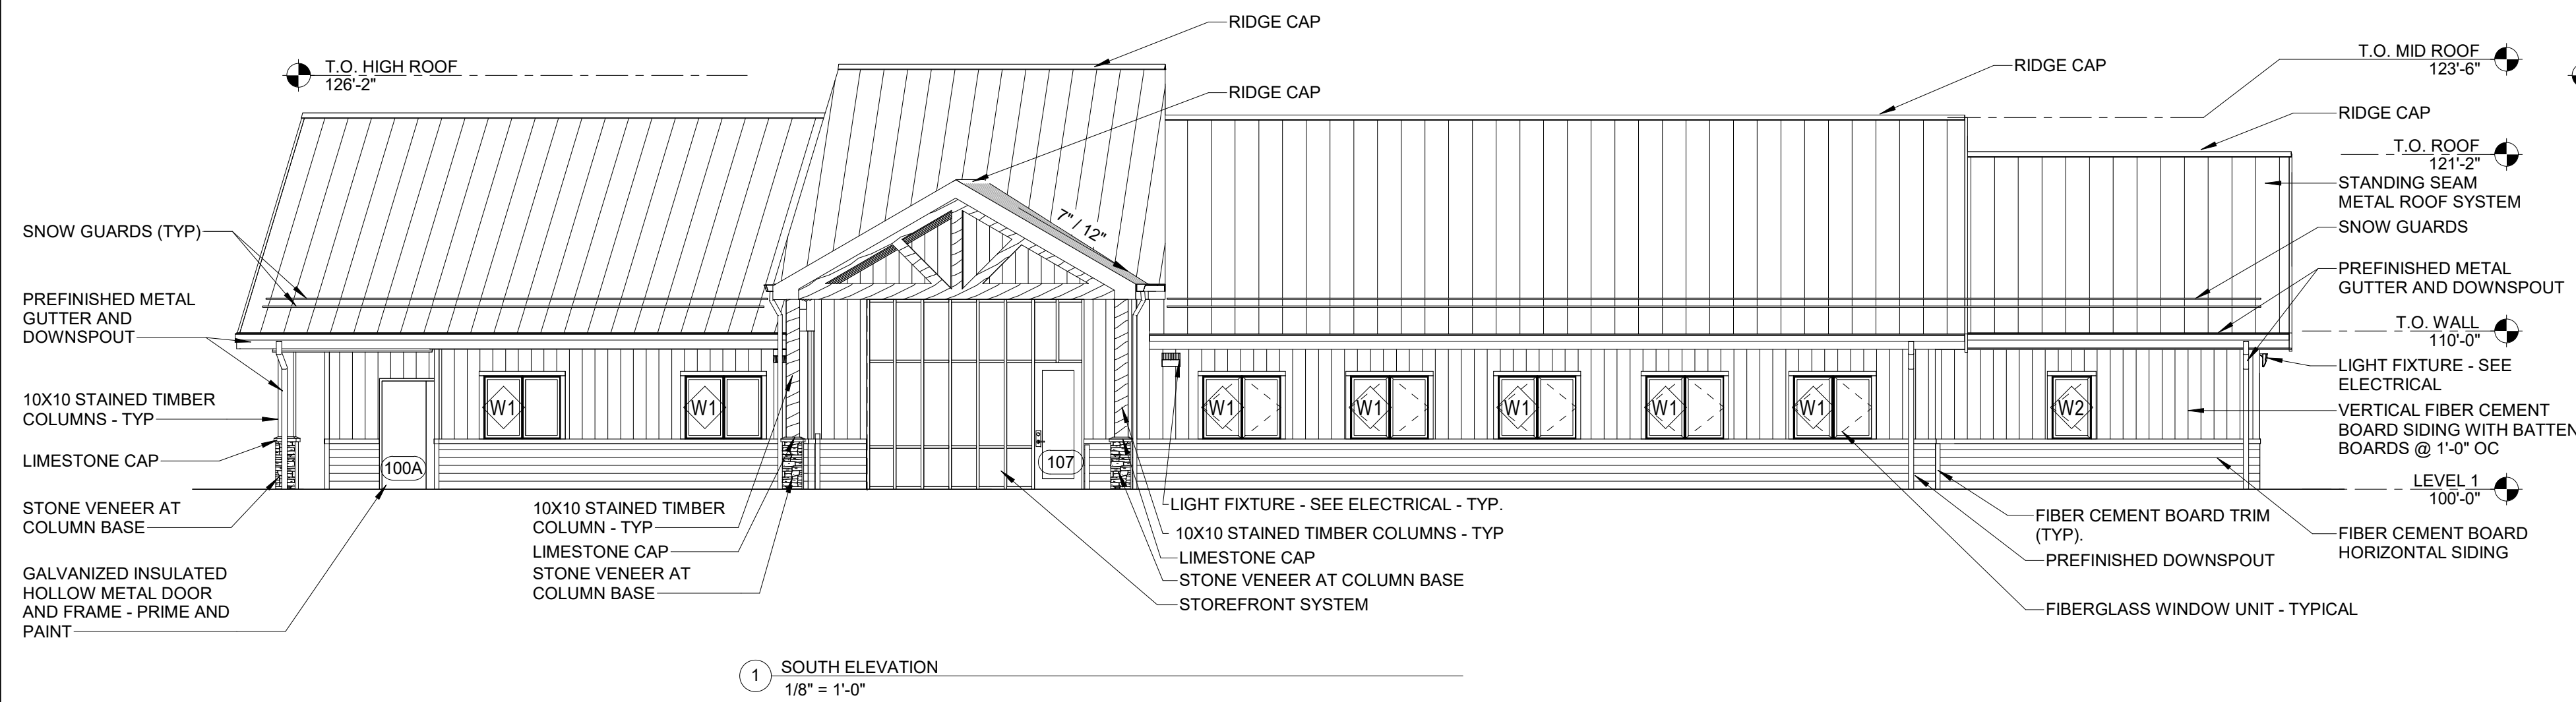 RIDGE CAP
T.O. HIGH ROOF
126'-2"
RIDGE CAP
RIDGE CAP
T.O. MID ROOF
123'-6"
RIDGE CAP
T.O. ROOF
121'-2"
STANDING SEAM
METAL ROOF SYSTEM
SNOW GUARDS
7" / 12"
SNOW GUARDS (TYP)
PREFINISHED METAL
GUTTER AND DOWNSPOUT
PREFINISHED METAL
GUTTER AND
DOWNSPOUT
T.O. WALL
110'-0"
LIGHT FIXTURE - SEE
ELECTRICAL
10X10 STAINED TIMBER
COLUMNS - TYP
W1
W1
W1
W1
W1
W1
W1
W2
VERTICAL FIBER CEMENT
BOARD SIDING WITH BATTEN
BOARDS @ 1'-0" OC
LIMESTONE CAP
100A
107
LEVEL 1
100'-0"
STONE VENEER AT
COLUMN BASE
10X10 STAINED TIMBER
COLUMN - TYP
LIMESTONE CAP
STONE VENEER AT
COLUMN BASE
LIGHT FIXTURE - SEE ELECTRICAL - TYP.
10X10 STAINED TIMBER COLUMNS - TYP
LIMESTONE CAP
STONE VENEER AT COLUMN BASE
STOREFRONT SYSTEM
FIBER CEMENT BOARD TRIM
(TYP).
PREFINISHED DOWNSPOUT
FIBERGLASS WINDOW UNIT - TYPICAL
FIBER CEMENT BOARD
HORIZONTAL SIDING
GALVANIZED INSULATED
HOLLOW METAL DOOR
AND FRAME - PRIME AND
PAINT
1
SOUTH ELEVATION
1/8" = 1'-0"